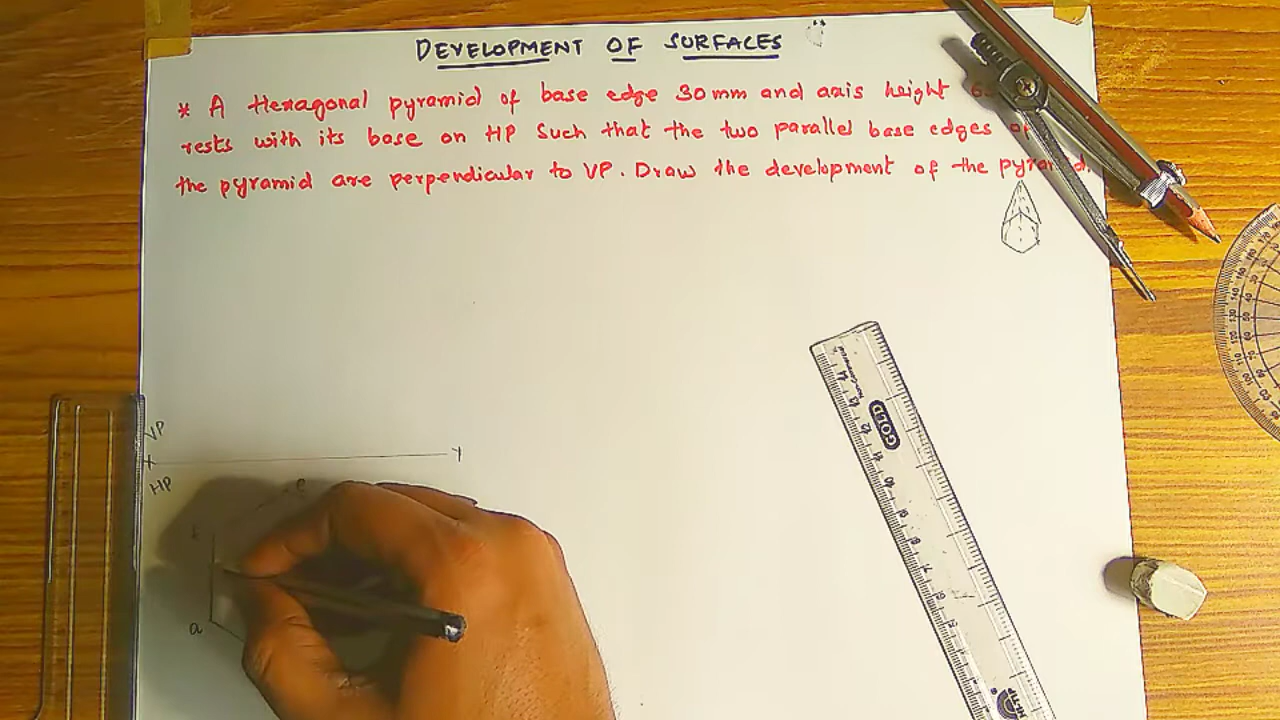 DEVELOPMENT OF SURFACES
* A Hexagonal pyramid of base edge 30mm and axis height
rests with its base on HP such that the two parallel base edges of
the pyramid are perpendicular to VP. Draw the development of the pyramid.
VP
X Y
HP
e
a
GOLD